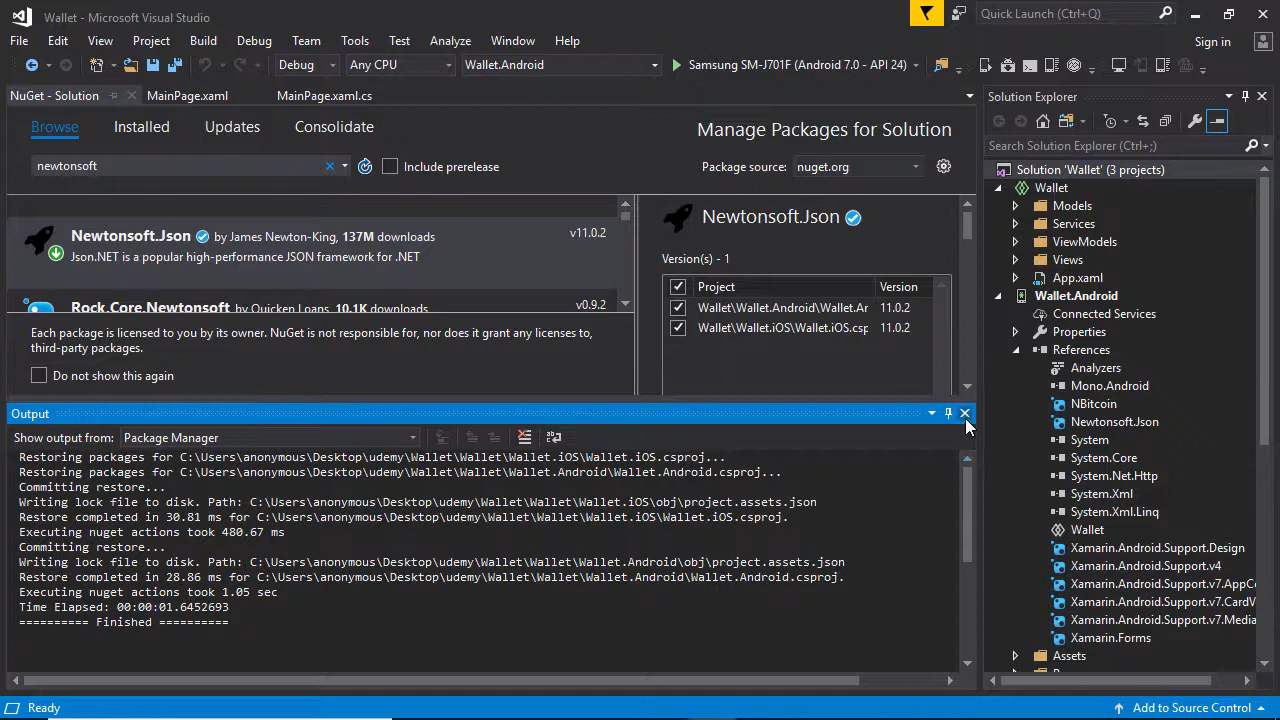 Wallet - Microsoft Visual Studio
Quick Launch (Ctrl+Q)
File Edit View Project Build Debug Team Tools Test Analyze Window Help
Sign in
Debug Any CPU Wallet.Android Samsung SM-J701F (Android 7.0 - API 24)
NuGet - Solution MainPage.xaml MainPage.xaml.cs
Browse Installed Updates Consolidate
Manage Packages for Solution
newtonsoft
Include prerelease
Package source: nuget.org
Newtonsoft.Json by James Newton-King, 137M downloads
v11.0.2
Json.NET is a popular high-performance JSON framework for .NET
Rock.Core.Newtonsoft by Quicken Loans, 10.1K downloads
v0.9.2
Each package is licensed to you by its owner. NuGet is not responsible for, nor does it grant any licenses to,
third-party packages.
Do not show this again
Newtonsoft.Json
Version(s) - 1
Project Version
Wallet\Wallet.Android\Wallet.Ar 11.0.2
Wallet\Wallet.iOS\Wallet.iOS.csp 11.0.2
Output
Show output from: Package Manager
Restoring packages for C:\Users\anonymous\Desktop\udemy\Wallet\Wallet\Wallet.iOS\Wallet.iOS.csproj...
Restoring packages for C:\Users\anonymous\Desktop\udemy\Wallet\Wallet\Wallet.Android\Wallet.Android.csproj...
Committing restore...
Writing lock file to disk. Path: C:\Users\anonymous\Desktop\udemy\Wallet\Wallet\Wallet.iOS\obj\project.assets.json
Restore completed in 30.81 ms for C:\Users\anonymous\Desktop\udemy\Wallet\Wallet\Wallet.iOS\Wallet.iOS.csproj.
Executing nuget actions took 480.67 ms
Committing restore...
Writing lock file to disk. Path: C:\Users\anonymous\Desktop\udemy\Wallet\Wallet\Wallet.Android\obj\project.assets.json
Restore completed in 28.86 ms for C:\Users\anonymous\Desktop\udemy\Wallet\Wallet\Wallet.Android\Wallet.Android.csproj.
Executing nuget actions took 1.05 sec
Time Elapsed: 00:00:01.6452693
========== Finished ==========
Solution Explorer
Search Solution Explorer (Ctrl+;)
Solution 'Wallet' (3 projects)
Wallet
Models
Services
ViewModels
Views
App.xaml
Wallet.Android
Connected Services
Properties
References
Analyzers
Mono.Android
NBitcoin
Newtonsoft.Json
System
System.Core
System.Net.Http
System.Xml
System.Xml.Linq
Wallet
Xamarin.Android.Support.Design
Xamarin.Android.Support.v4
Xamarin.Android.Support.v7.AppC
Xamarin.Android.Support.v7.CardV
Xamarin.Android.Support.v7.Media
Xamarin.Forms
Assets
Ready
Add to Source Control